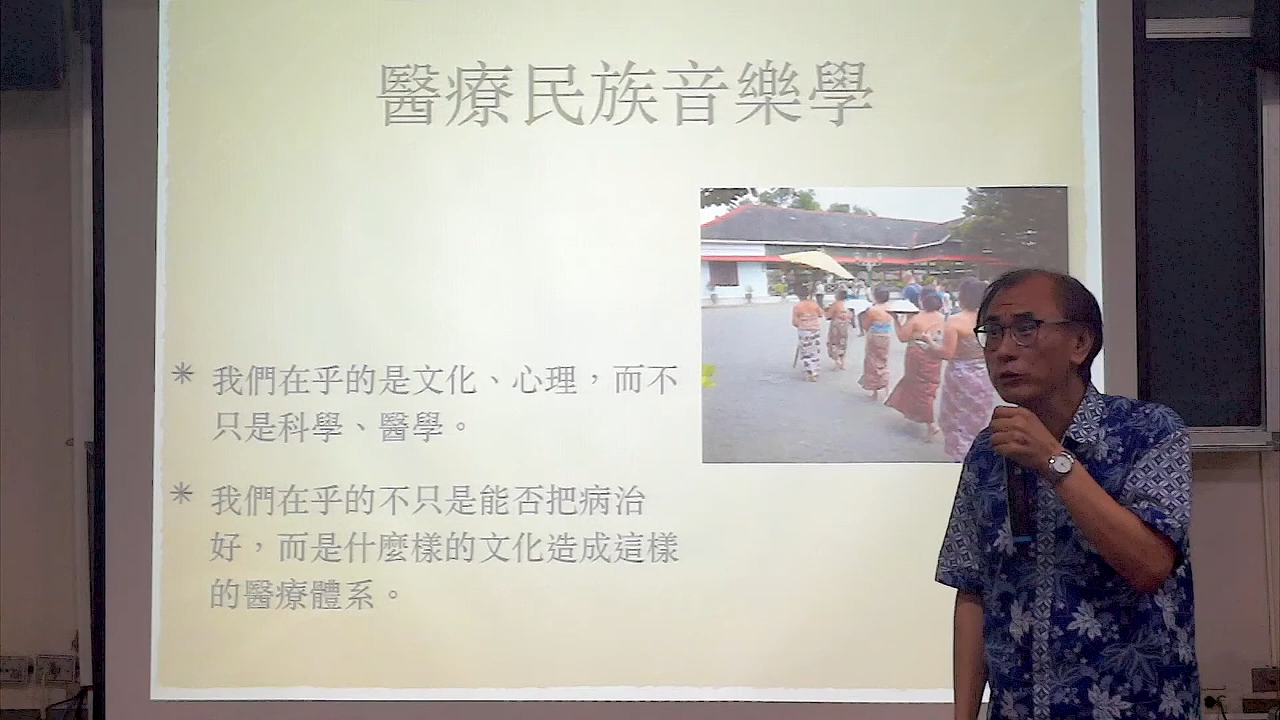 醫療民族音樂學
我們在乎的是文化、心理，而不
只是科學、醫學。
我們在乎的不只是能否把病治
好，而是什麼樣的文化造成這樣
的醫療體系。